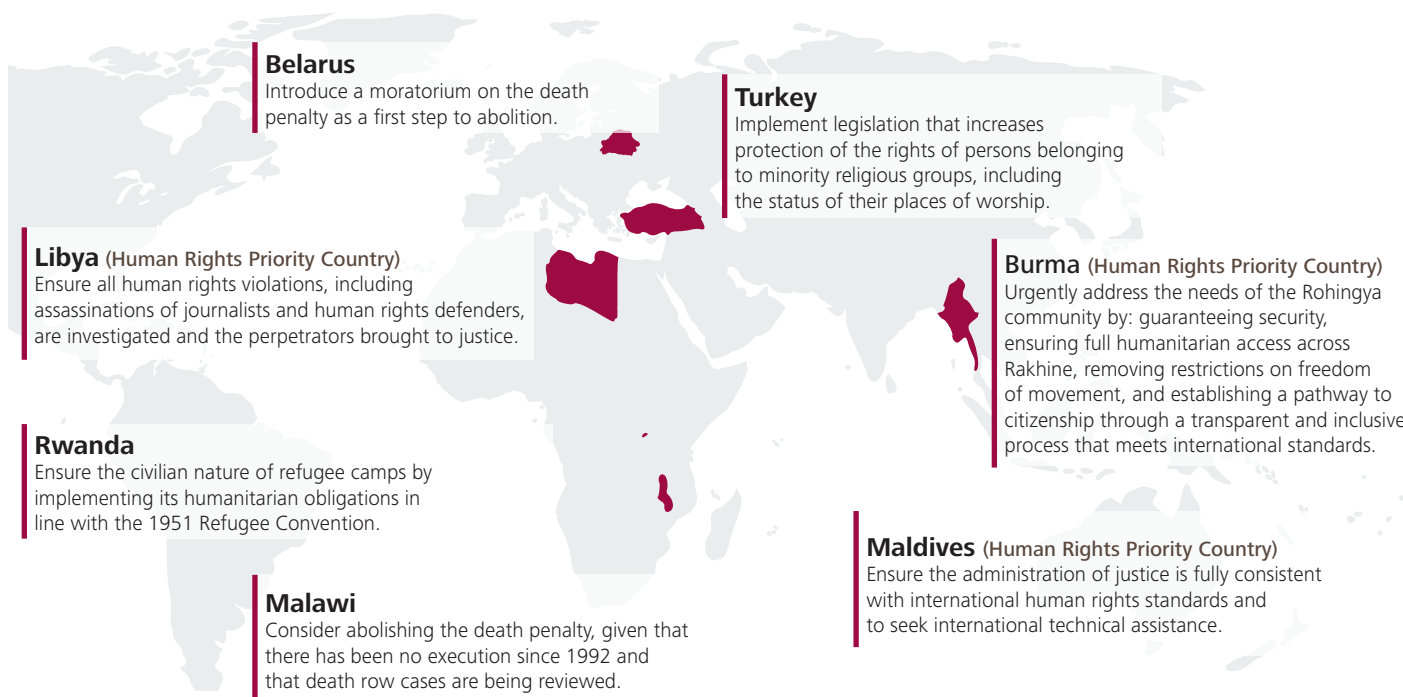 Belarus
Introduce a moratorium on the death
penalty as a first step to abolition.
Turkey
Implement legislation that increases
protection of the rights of persons belonging
to minority religious groups, including
the status of their places of worship.
Libya (Human Rights Priority Country)
Ensure all human rights violations, including
assassinations of journalists and human rights defenders,
are investigated and the perpetrators brought to justice.
Burma (Human Rights Priority Country)
Urgently address the needs of the Rohingya
community by: guaranteeing security,
ensuring full humanitarian access across
Rakhine, removing restrictions on freedom
of movement, and establishing a pathway to
citizenship through a transparent and inclusive
process that meets international standards.
Rwanda
Ensure the civilian nature of refugee camps by
implementing its humanitarian obligations in
line with the 1951 Refugee Convention.
Maldives (Human Rights Priority Country)
Ensure the administration of justice is fully consistent
with international human rights standards and
to seek international technical assistance.
Malawi
Consider abolishing the death penalty, given that
there has been no execution since 1992 and
that death row cases are being reviewed.